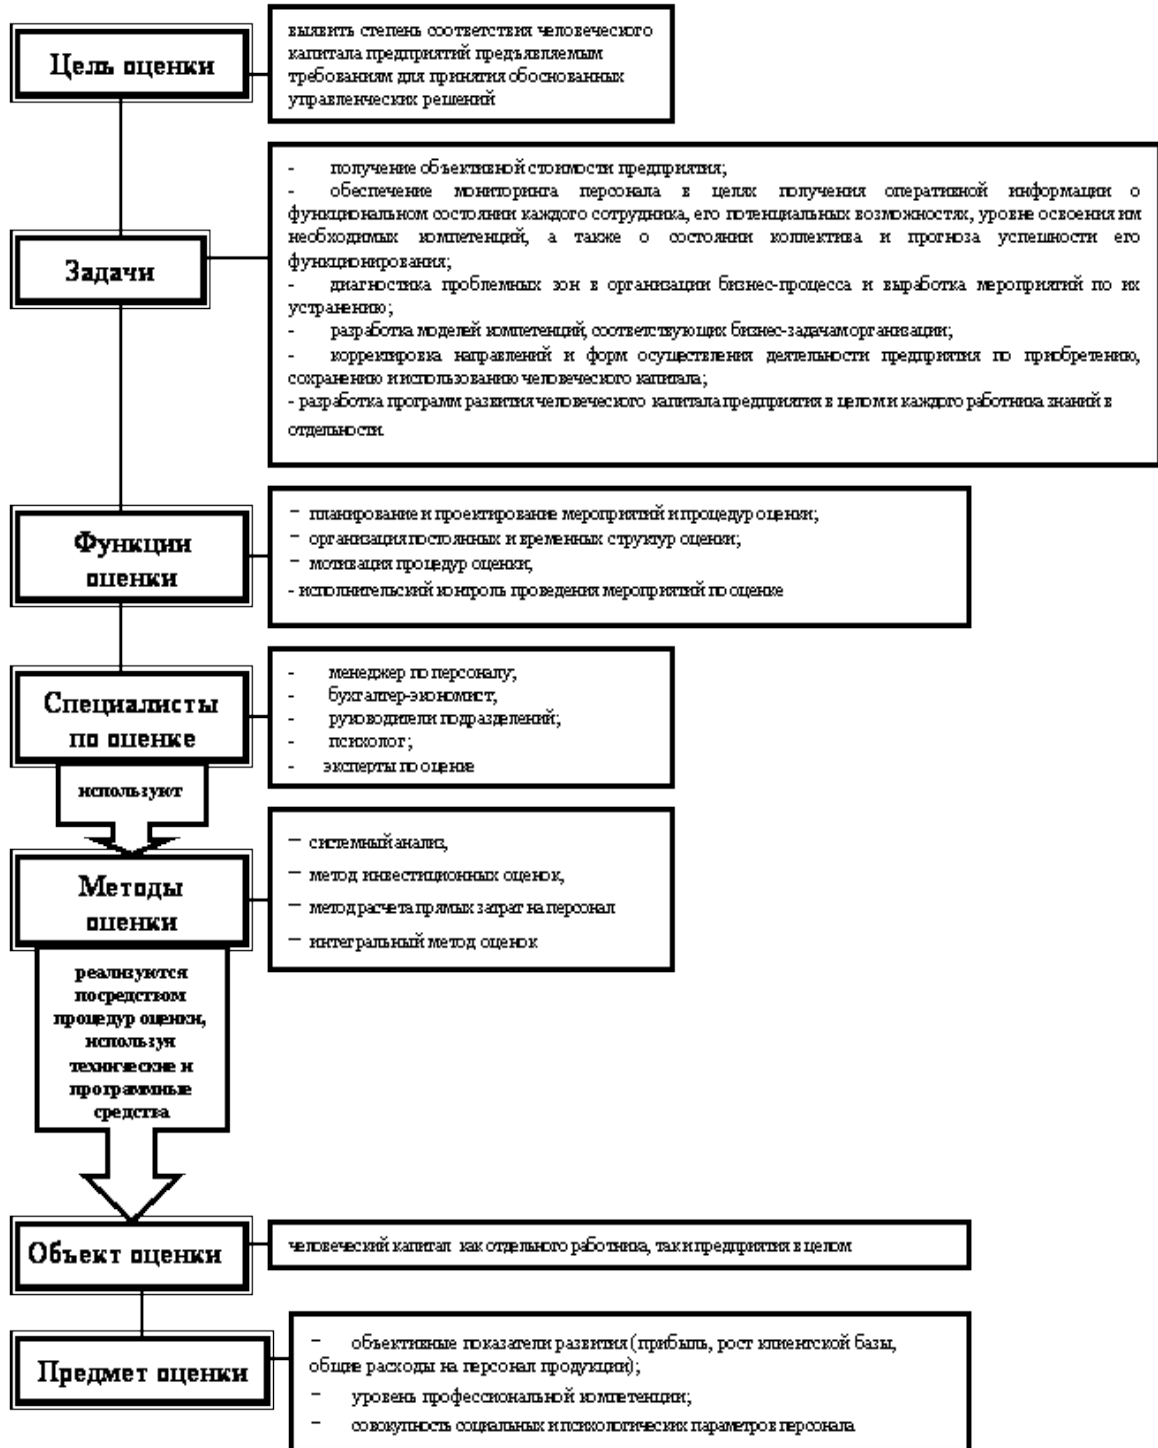 Цель оценки
выявить степень соответствия человеческого
капитала предприятий предъявляемым
требованиям для принятия обоснованных
управленческих решений
Задачи
- получение объективной стоимости предприятия;
- обеспечение мониторинга персонала в целях получения оперативной информации о
функциональном состоянии каждого сотрудника, его потенциальных возможностях, уровне освоения им
необходимых компетенций, а также о состоянии коллектива и прогноза успешности его
функционирования;
- диагностика проблемных зон в организации бизнес-процесса и выработка мероприятий по их
устранению;
- разработка моделей компетенций, соответствующих бизнес-задачам организации;
- корректировка направлений и форм осуществления деятельности предприятия по приобретению,
сохранению и использованию человеческого капитала;
- разработка программ развития человеческого капитала предприятия в целом и каждого работника знаний в
отдельности.
Функции
оценки
– планирование и проектирование мероприятий и процедур оценки;
– организация постоянных и временных структур оценки;
– мотивация процедур оценки;
- исполнительский контроль проведения мероприятий по оценке
Специалисты
по оценке
- менеджер по персоналу;
- бухгалтер-экономист;
- руководители подразделений;
- психолог;
- эксперты по оценке
используют
Методы
оценки
– системный анализ,
– метод инвестиционных оценок,
– метод расчета прямых затрат на персонал
– интегральный метод оценок
реализуются
посредством
процедур оценки,
используя
технические и
программные
средства
Объект оценки
человеческий капитал как отдельного работника, так и предприятия в целом
Предмет оценки
– объективные показатели развития (прибыль, рост клиентской базы,
общие расходы на персонал продукции);
– уровень профессиональной компетенции;
– совокупность социальных и психологических параметров персонала